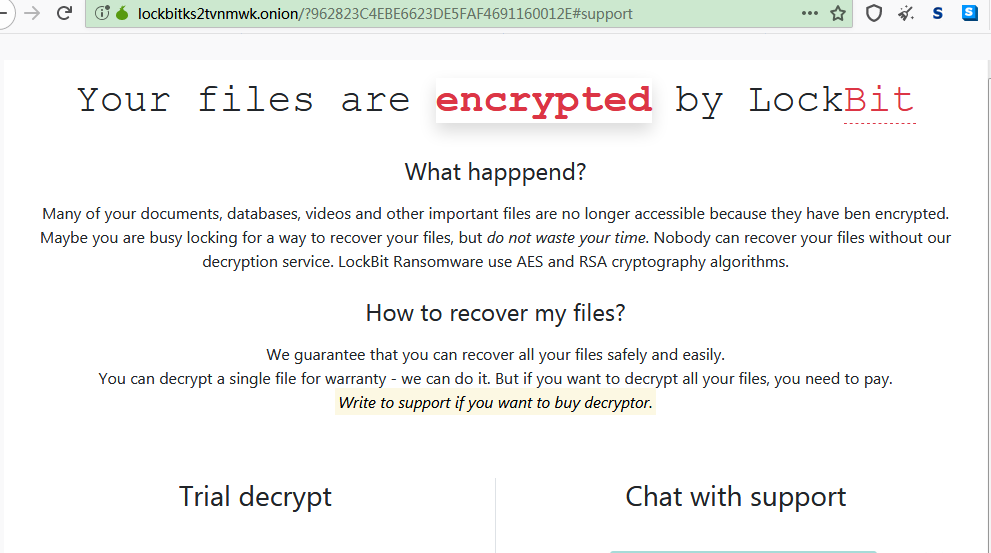 lockbitks2tvnmwk.onion/?962823C4EBE6623DE5FAF4691160012E#support
Your files are encrypted by LockBit
What happpend?
Many of your documents, databases, videos and other important files are no longer accessible because they have ben encrypted.
Maybe you are busy locking for a way to recover your files, but do not waste your time. Nobody can recover your files without our
decryption service. LockBit Ransomware use AES and RSA cryptography algorithms.
How to recover my files?
We guarantee that you can recover all your files safely and easily.
You can decrypt a single file for warranty - we can do it. But if you want to decrypt all your files, you need to pay.
Write to support if you want to buy decryptor.
Trial decrypt
Chat with support